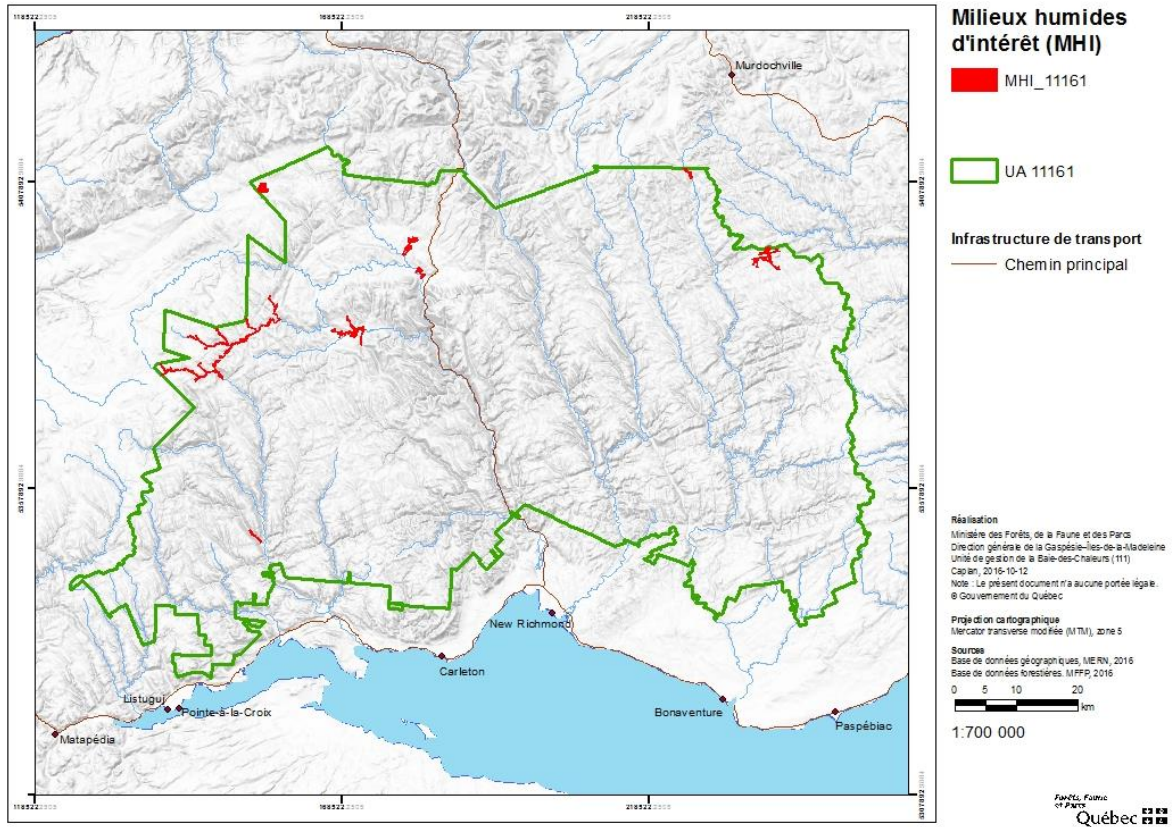 Milieux humides
d'intérêt (MHI)
MHI_11161
UA 11161
Infrastructure de transport
Chemin principal
Murdochville
New Richmond
Carleton
Listuguj
Pointe-à-la-Croix
Matapédia
Bonaventure
Paspébiac
Réalisation
Ministère des Forêts, de la Faune et des Parcs
Direction générale de la Gaspésie–Îles-de-la-Madeleine
Unité de gestion de la Baie-des-Chaleurs (111)
Caplan, 2016-10-12
Note : Le présent document n'a aucune portée légale.
© Gouvernement du Québec
Projection cartographique
Mercator transverse modifiée (MTM), zone 5
Sources
Base de données géographiques, MERN, 2016
Base de données forestières. MFFP, 2016
0 5 10 20
km
1:700 000
Forêts, Faune
et Parcs
Québec